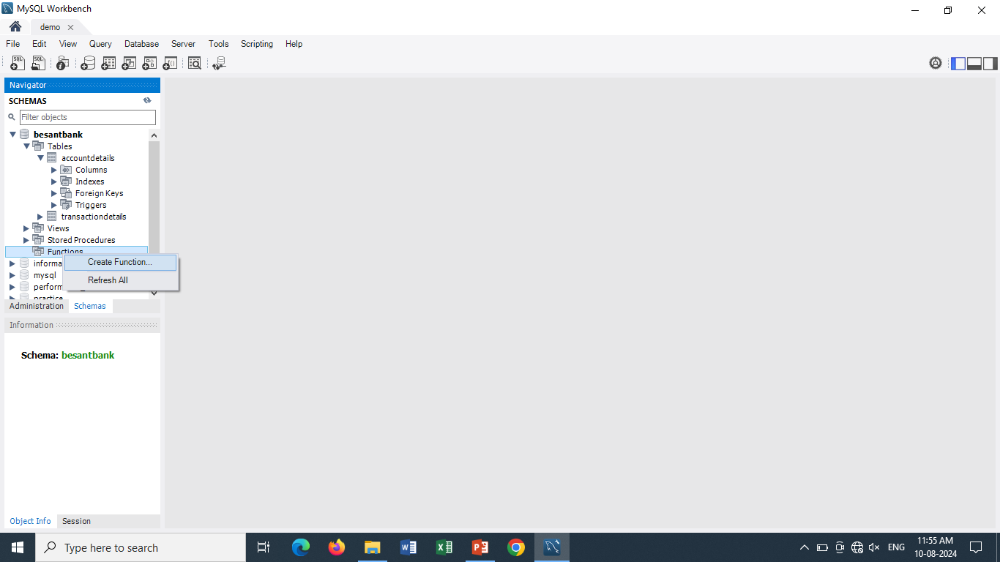 MySQL Workbench
demo
File Edit View Query Database Server Tools Scripting Help
Navigator
SCHEMAS
Filter objects
besantbank
Tables
accountdetails
Columns
Indexes
Foreign Keys
Triggers
transactiondetails
Views
Stored Procedures
Functions
Create Function...
Refresh All
mysql
practice
Administration Schemas
Information
Schema: besantbank
Object Info Session
Type here to search
ENG
11:55 AM
10-08-2024